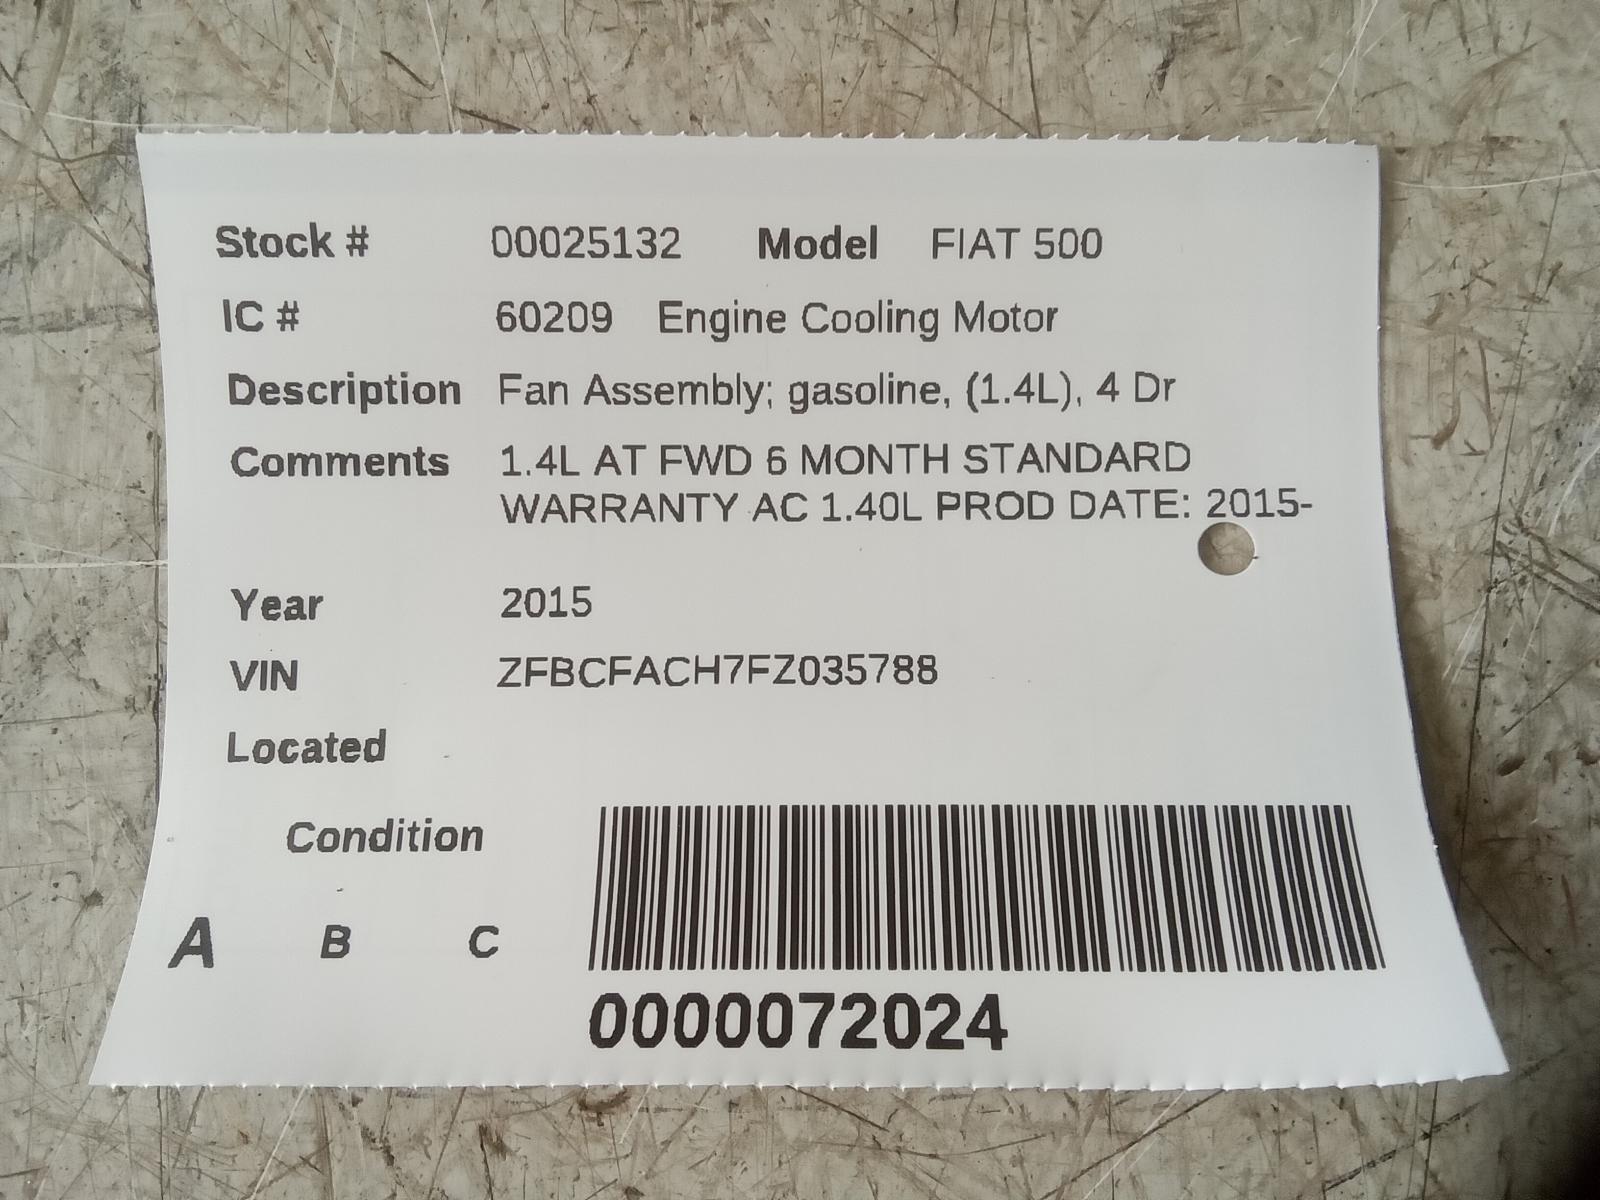 Stock # 00025132 Model FIAT 500
IC # 60209 Engine Cooling Motor
Description Fan Assembly; gasoline, (1.4L), 4 Dr
Comments 1.4L AT FWD 6 MONTH STANDARD
WARRANTY AC 1.40L PROD DATE: 2015-
Year 2015
VIN ZFBCFACH7FZ035788
Located
Condition
A B C
0000072024